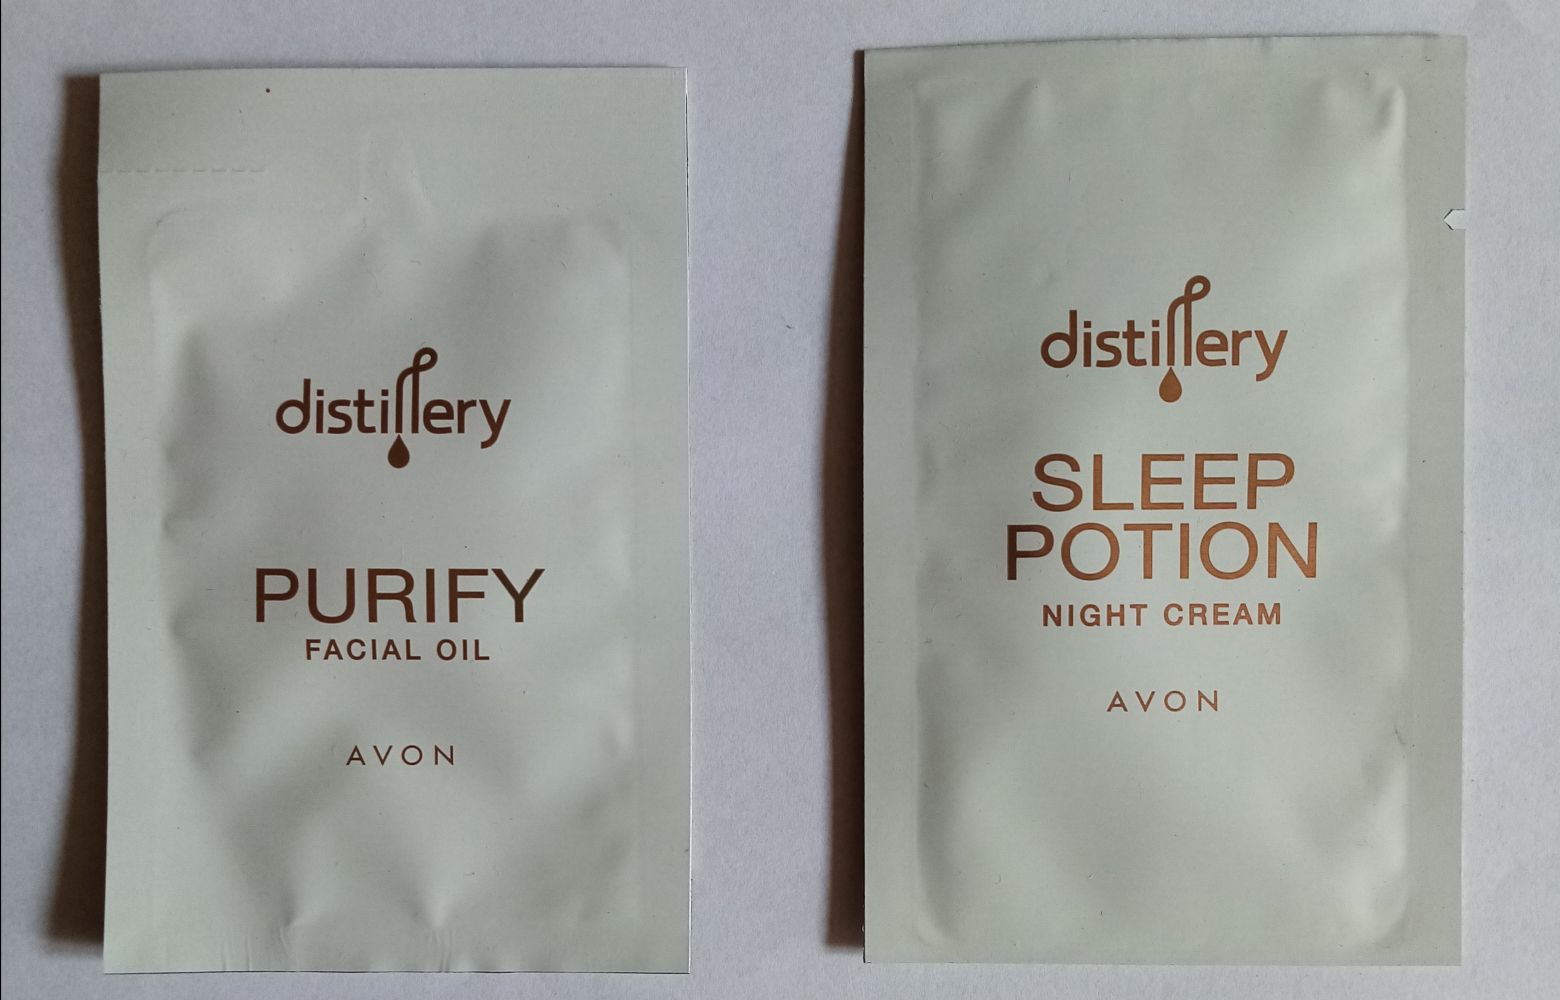 distillery
PURIFY
FACIAL OIL
AVON
distillery
SLEEP
POTION
NIGHT CREAM
AVON